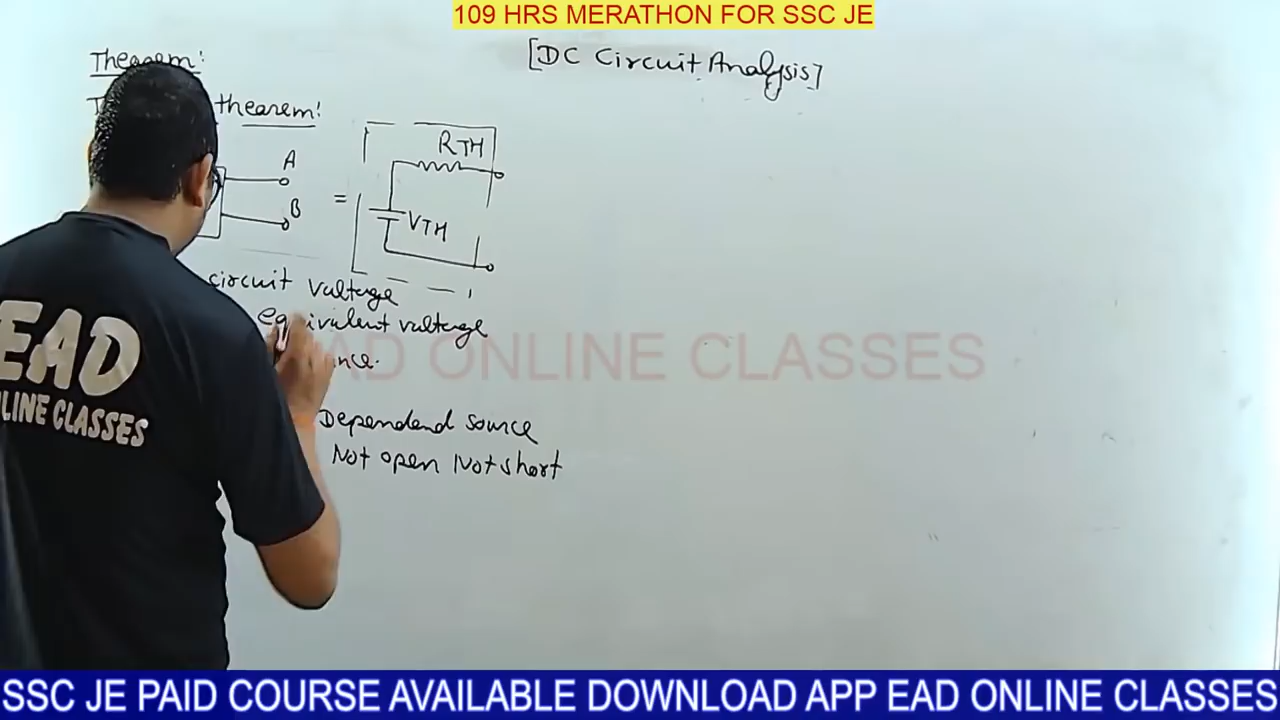 109 HRS MERATHON FOR SSC JE
[DC Circuit Analysis]
Theorem:
theorem:
A
B
=
RTH
VTH
circuit Voltage
equivalent voltage
Dependend source
Not open Not short
EAD ONLINE CLASSES
EAD
ONLINE CLASSES
SSC JE PAID COURSE AVAILABLE DOWNLOAD APP EAD ONLINE CLASSES